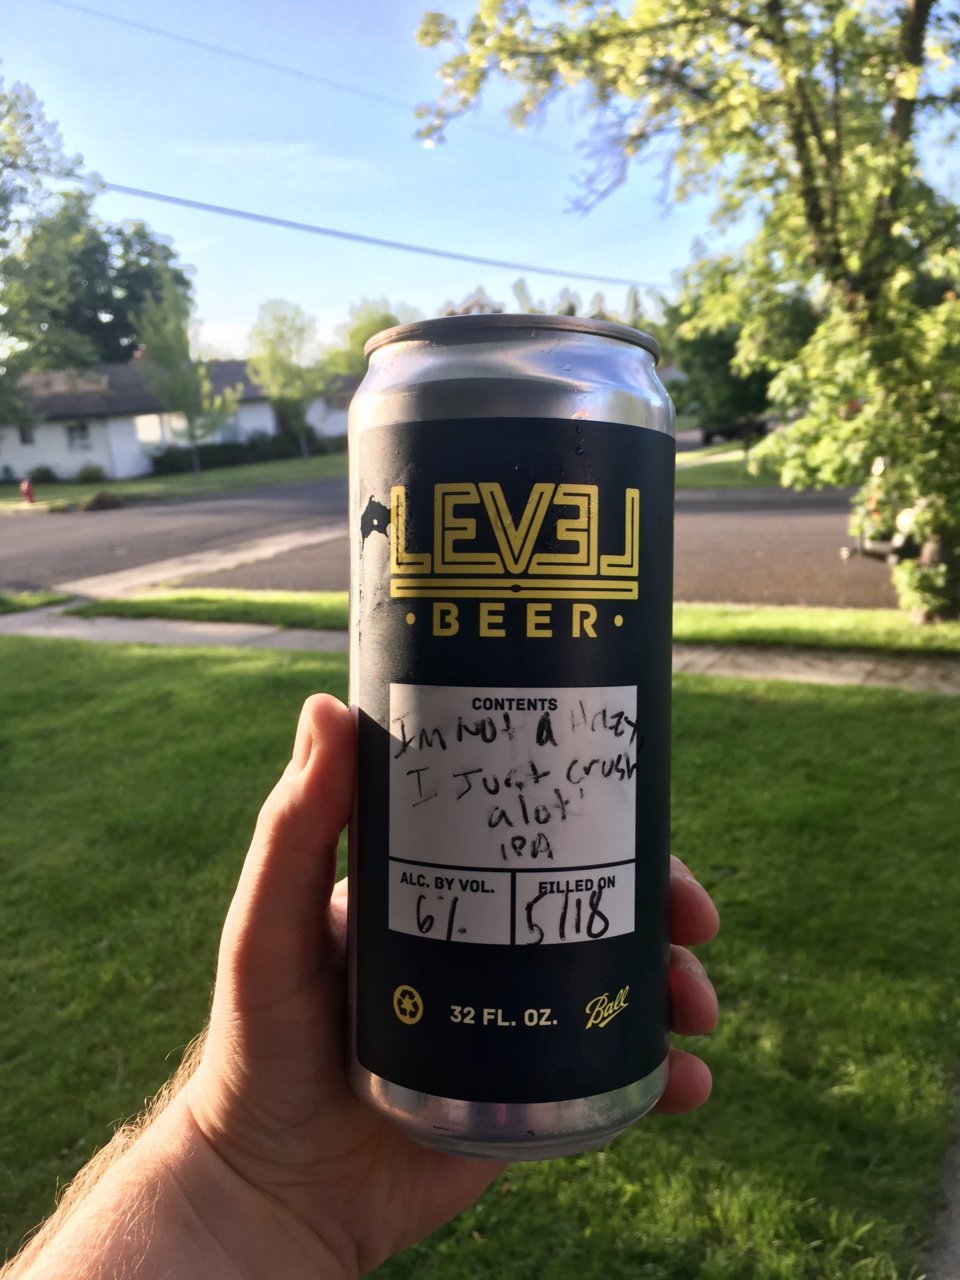 LEVEL
• BEER •
CONTENTS
Im Not a Hazy
I Just crush
alot
IPA
ALC. BY VOL.
6%
FILLED ON
5/18
32 FL. OZ.
Ball